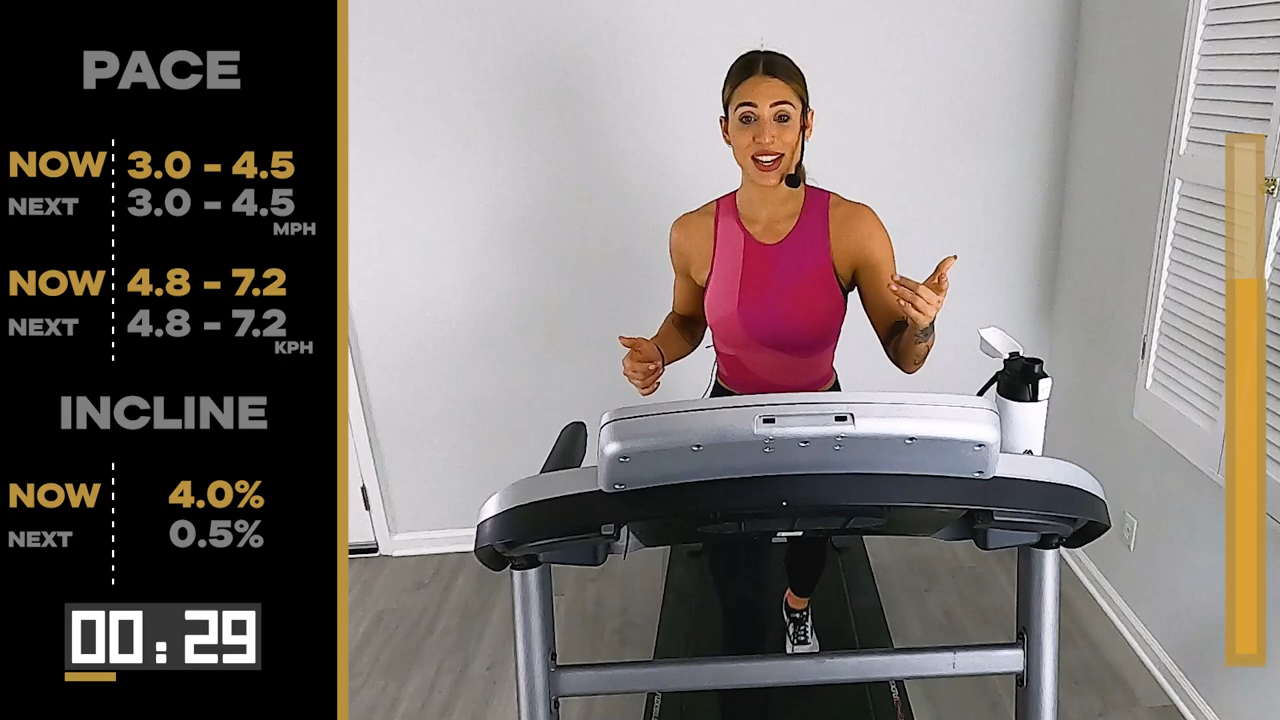 PACE
NOW 3.0 - 4.5
NEXT 3.0 - 4.5
MPH
NOW 4.8 - 7.2
NEXT 4.8 - 7.2
KPH
INCLINE
NOW 4.0%
NEXT 0.5%
00:29